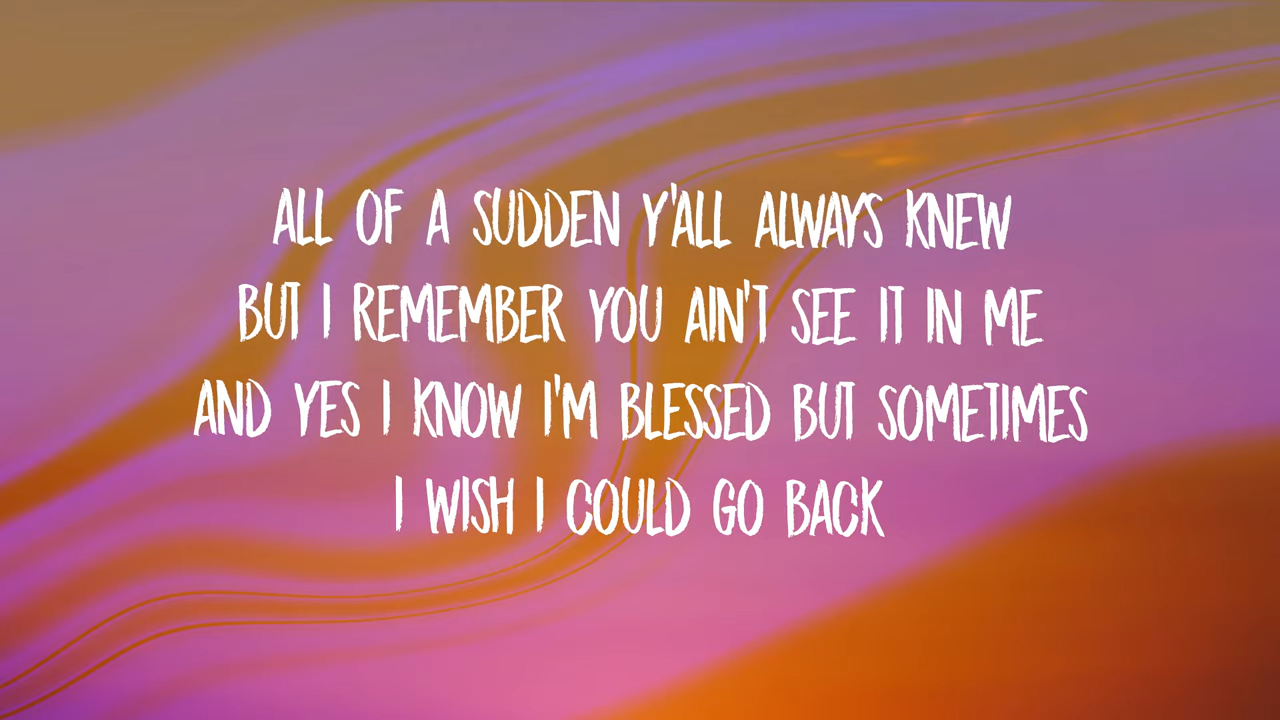 ALL OF A SUDDEN Y'ALL ALWAYS KNEW
BUT I REMEMBER YOU AIN'T SEE IT IN ME
AND YES I KNOW I'M BLESSED BUT SOMETIMES
I WISH I COULD GO BACK